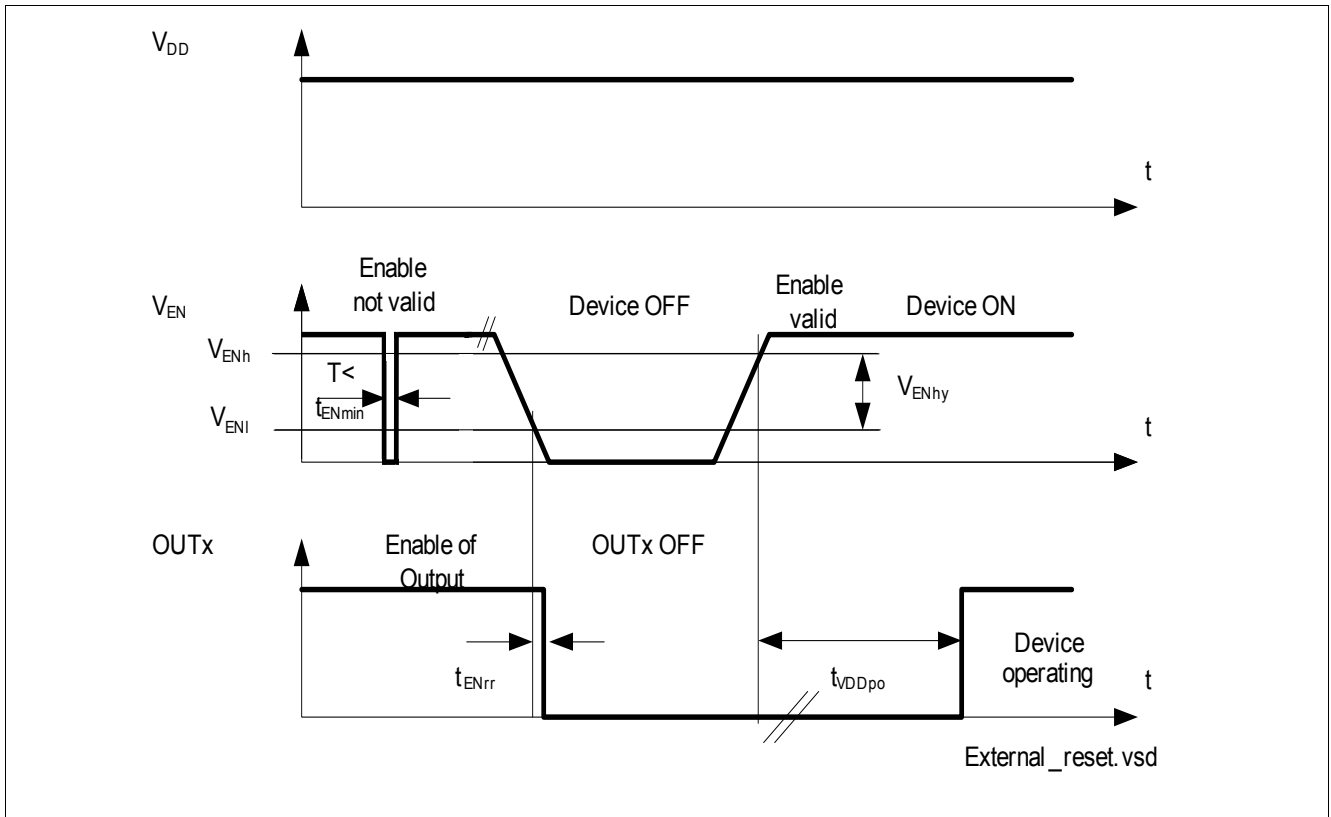 VDD
t
Enable
not valid
VEN
Device OFF
Enable
valid
Device ON
VENh
T<
tENmin
VENhy
VENl
t
OUTx
Enable of
Output
OUTx OFF
tENrr
tVDDpo
Device
operating
t
External_reset.vsd